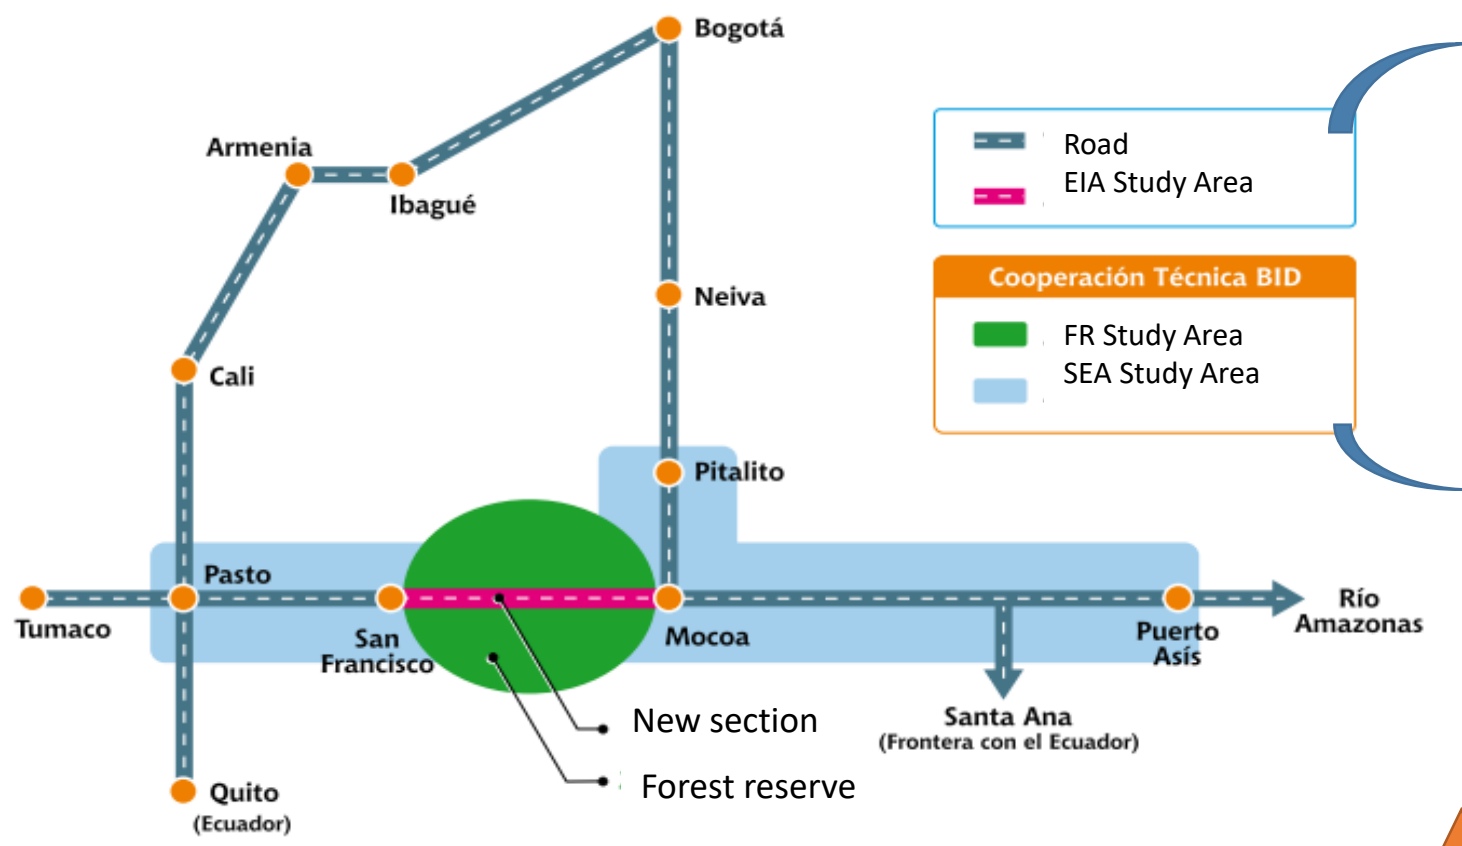 Bogotá
Armenia
Ibagué
Road
EIA Study Area
Cooperación Técnica BID
FR Study Area
SEA Study Area
Neiva
Cali
Pitalito
Pasto
Tumaco
San
Francisco
Mocoa
Puerto
Asís
Río
Amazonas
New section
Forest reserve
Santa Ana
(Frontera con el Ecuador)
Quito
(Ecuador)